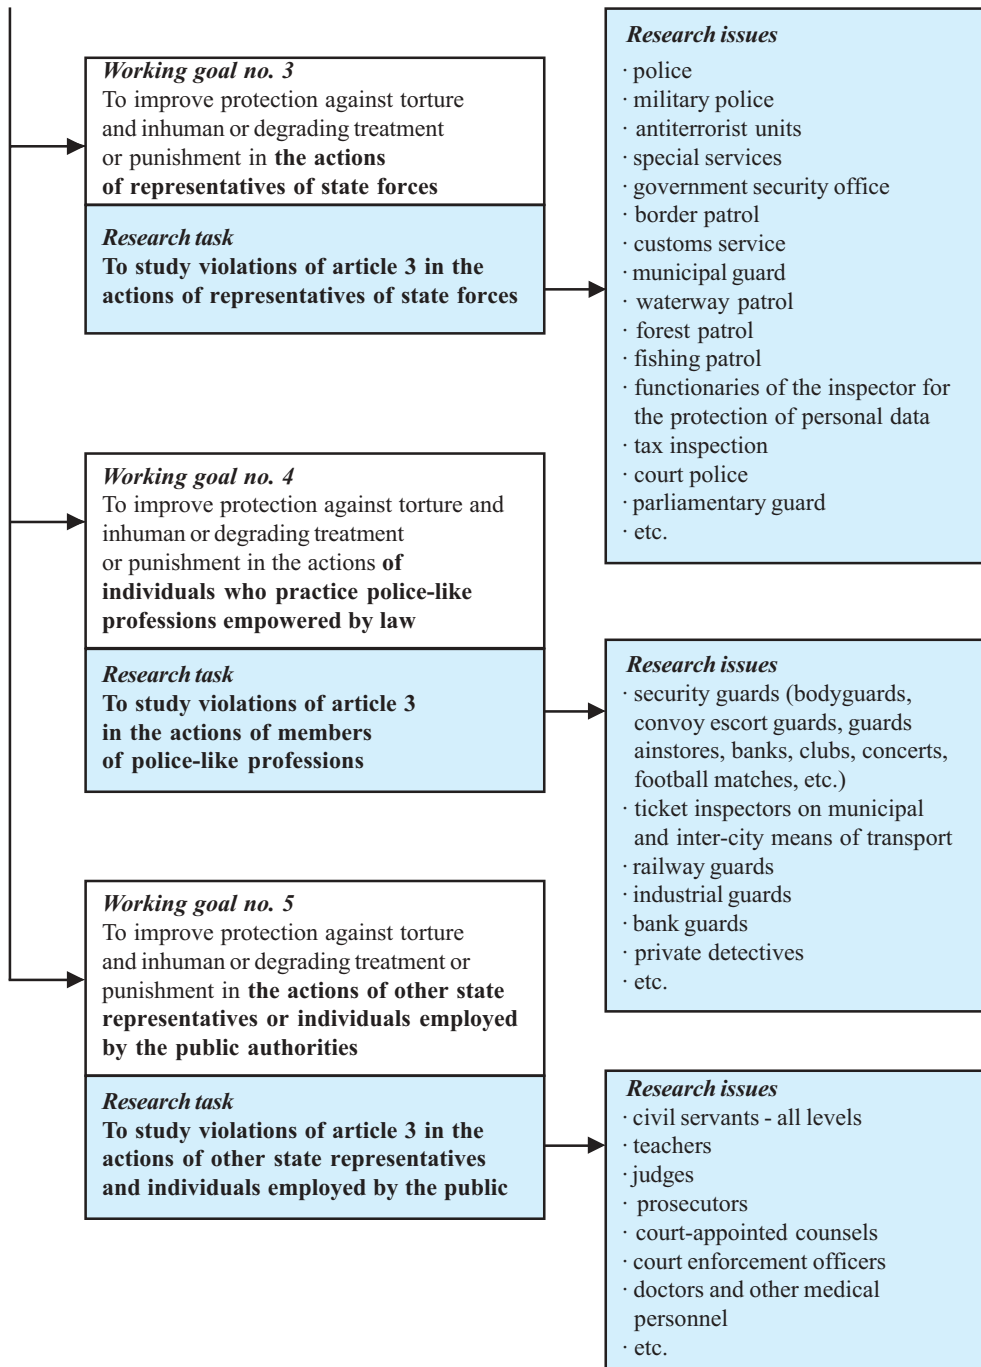 Working goal no. 3
To improve protection against torture
and inhuman or degrading treatment
or punishment in the actions
of representatives of state forces
Research task
To study violations of article 3 in the
actions of representatives of state forces
Research issues
· police
· military police
· antiterrorist units
· special services
· government security office
· border patrol
· customs service
· municipal guard
· waterway patrol
· forest patrol
· fishing patrol
· functionaries of the inspector for
the protection of personal data
· tax inspection
· court police
· parliamentary guard
· etc.
Working goal no. 4
To improve protection against torture and
inhuman or degrading treatment
or punishment in the actions of
individuals who practice police-like
professions empowered by law
Research task
To study violations of article 3
in the actions of members
of police-like professions
Research issues
· security guards (bodyguards,
convoy escort guards, guards
ainstores, banks, clubs, concerts,
football matches, etc.)
· ticket inspectors on municipal
and inter-city means of transport
· railway guards
· industrial guards
· bank guards
· private detectives
· etc.
Working goal no. 5
To improve protection against torture
and inhuman or degrading treatment or
punishment in the actions of other state
representatives or individuals employed
by the public authorities
Research task
To study violations of article 3 in the
actions of other state representatives
and individuals employed by the public
Research issues
· civil servants - all levels
· teachers
· judges
· prosecutors
· court-appointed counsels
· court enforcement officers
· doctors and other medical
personnel
· etc.